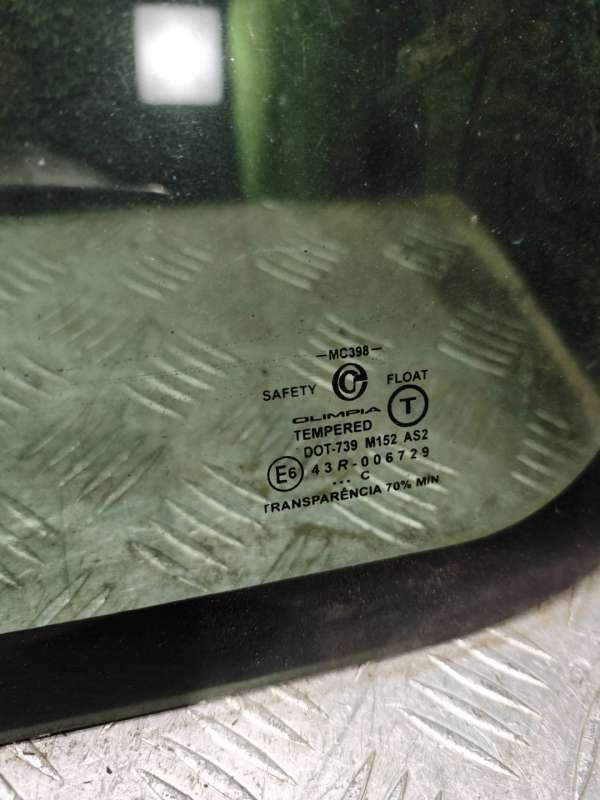 MC398
SAFETY FLOAT
OLIMPIA T
TEMPERED
DOT-739 M152 AS2
E6 43R-006729
... C
TRANSPARÊNCIA 70% MIN